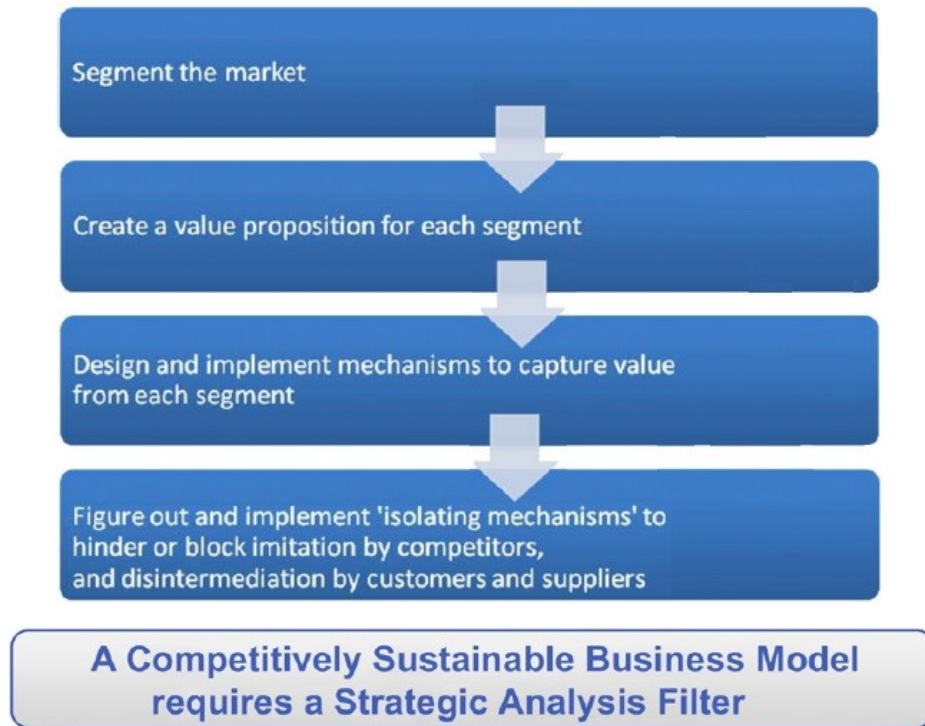 Segment the market
Create a value proposition for each segment
Design and implement mechanisms to capture value
from each segment
Figure out and implement 'isolating mechanisms' to
hinder or block imitation by competitors,
and disintermediation by customers and suppliers
A Competitively Sustainable Business Model
requires a Strategic Analysis Filter